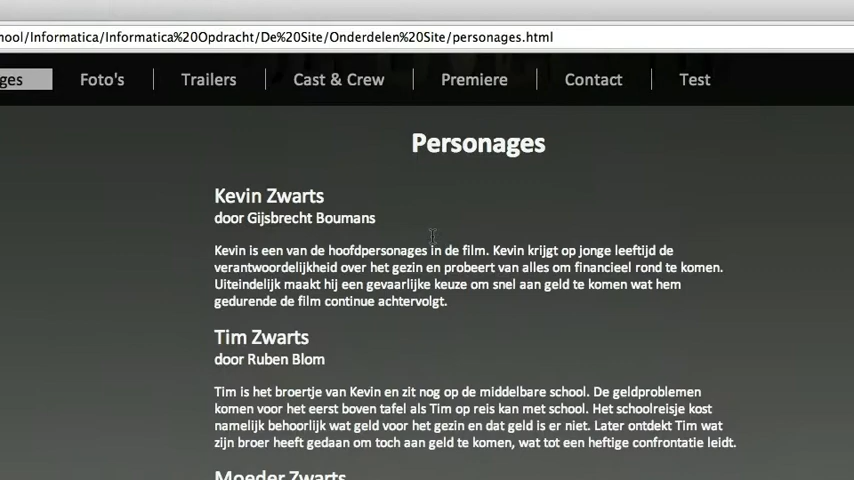 hool/Informatica/Informatica%20Opdracht/De%20Site/Onderdelen%20Site/personages.html
ges Foto's Trailers Cast & Crew Premiere Contact Test
Personages
Kevin Zwarts
door Gijsbrecht Boumans
Kevin is een van de hoofdpersonages in de film. Kevin krijgt op jonge leeftijd de
verantwoordelijkheid over het gezin en probeert van alles om financieel rond te komen.
Uiteindelijk maakt hij een gevaarlijke keuze om snel aan geld te komen wat hem
gedurende de film continue achtervolgt.
Tim Zwarts
door Ruben Blom
Tim is het broertje van Kevin en zit nog op de middelbare school. De geldproblemen
komen voor het eerst boven tafel als Tim op reis kan met school. Het schoolreisje kost
namelijk behoorlijk wat geld voor het gezin en dat geld is er niet. Later ontdekt Tim wat
zijn broer heeft gedaan om toch aan geld te komen, wat tot een heftige confrontatie leidt.
Moeder Zwarts